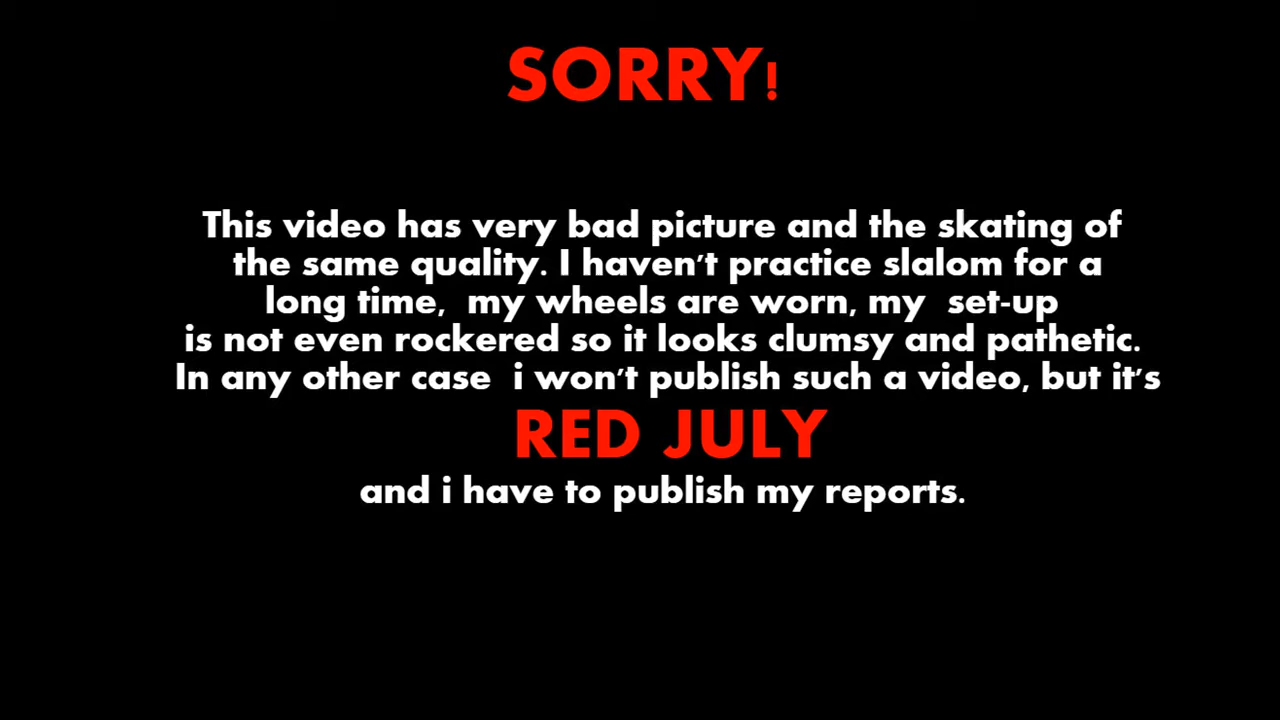 SORRY!
This video has very bad picture and the skating of
the same quality. I haven't practice slalom for a
long time, my wheels are worn, my set-up
is not even rockered so it looks clumsy and pathetic.
In any other case i won't publish such a video, but it's
RED JULY
and i have to publish my reports.